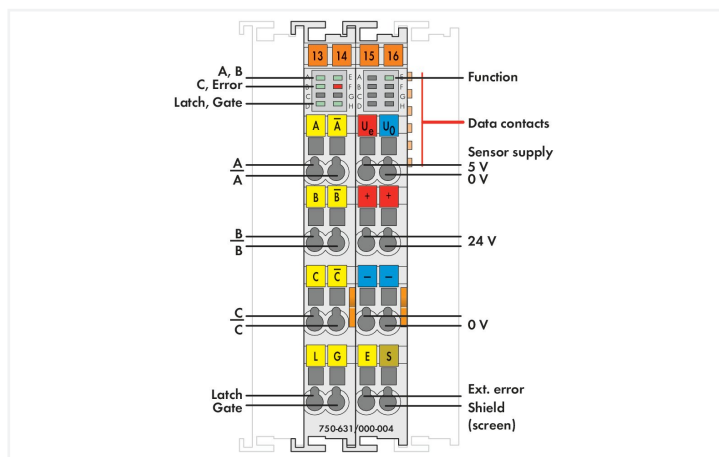 13 14 15 16
A, B
C, Error
Latch, Gate
A E A E
B F B F
C G C G
D H D H
Function
Data contacts
A A̅ Ue U0
Sensor supply
A
A̅
5 V
0 V
B B̅ + +
B
B̅
24 V
C C̅ – –
C
C̅
0 V
L G E S
Latch
Gate
Ext. error
Shield
(screen)
750-631/000-004